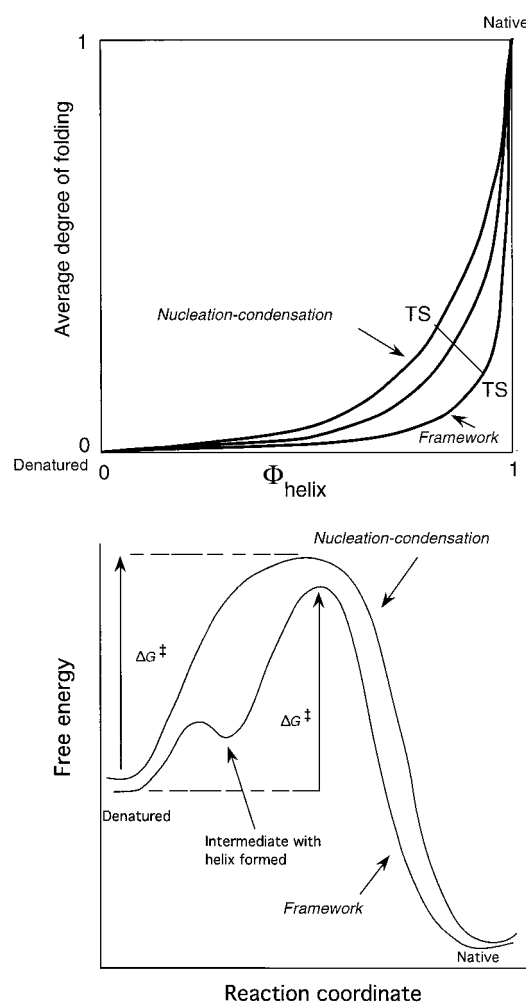 Native
1
Average degree of folding
Nucleation-condensation
TS
TS
Framework
0
Denatured
0
Φhelix
1
Nucleation-condensation
ΔG‡
ΔG‡
Free energy
Denatured
Intermediate with
helix formed
Framework
Native
Reaction coordinate